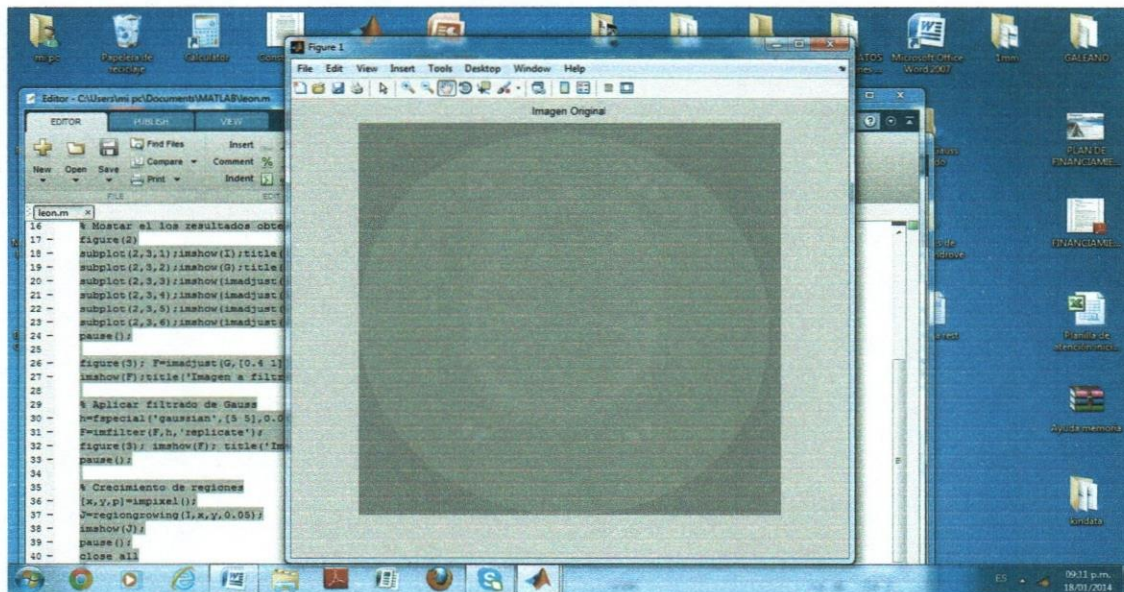 mi pc
Papelera de reciclaje
Calculator
Microsoft Office Word 2007
1mm
GALEANO
Figure 1
File Edit View Insert Tools Desktop Window Help
Imagen Original
Editor - C:\Users\mi pc\Documents\MATLAB\leon.m
EDITOR PUBLISH VIEW
New Open Save
Find Files
Compare
Print
Insert
Comment
Indent
FILE
EDIT
leon.m ×
16 % Mostar el los resultados obte
17 - figure(2)
18 - subplot(2,3,1);imshow(I);title(
19 - subplot(2,3,2);imshow(G);title(
20 - subplot(2,3,3);imshow(imadjust(
21 - subplot(2,3,4);imshow(imadjust(
22 - subplot(2,3,5);imshow(imadjust(
23 - subplot(2,3,6);imshow(imadjust(
24 - pause();
25
26 - figure(3); F=imadjust(G,[0.4 1]
27 - imshow(F);title('Imagen a filtr
28
29 % Aplicar filtrado de Gauss
30 - h=fspecial('gaussian',[5 5],0.0
31 - F=imfilter(F,h,'replicate');
32 - figure(3); imshow(F); title('Im
33 - pause();
34
35 % Crecimiento de regiones
36 - [x,y,p]=impixel();
37 - J=regiongrowing(I,x,y,0.05);
38 - imshow(J);
39 - pause();
40 - close all
PLAN DE FINANCIAMIE...
FINANCIAMIE...
Planilla de
Ayuda memoria
kindata
ES
09:11 p.m.
18/01/2014